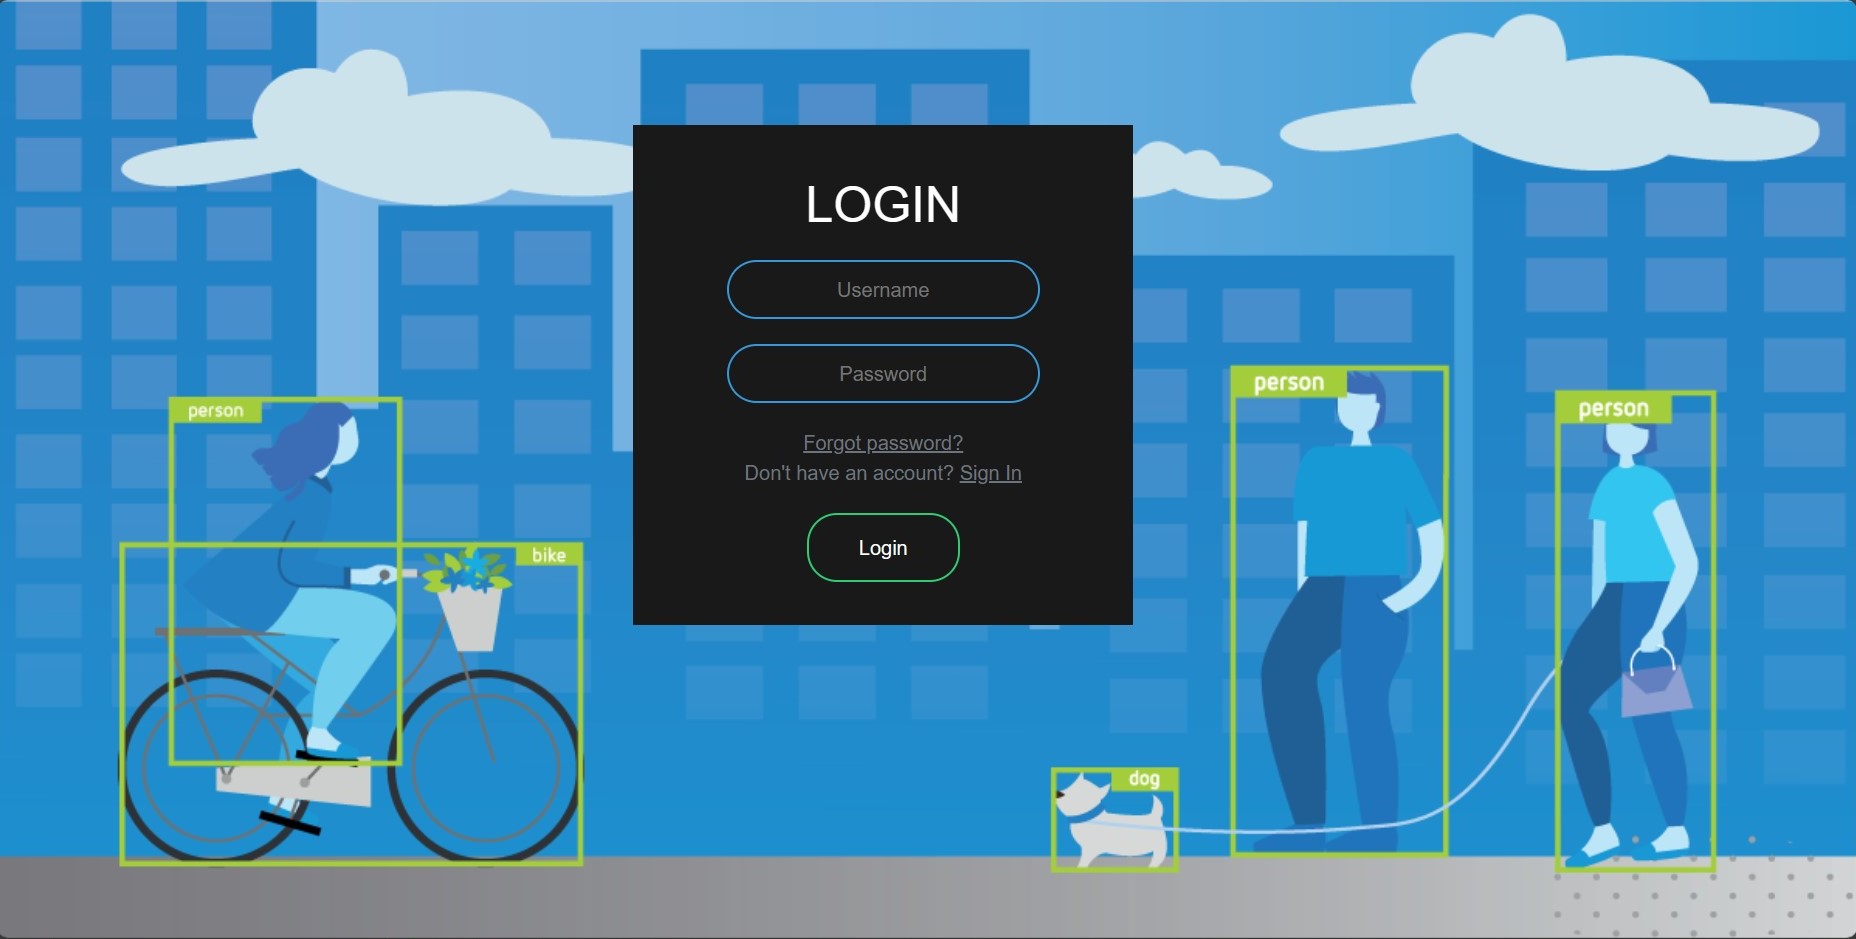 LOGIN
Username
Password
Forgot password?
Don't have an account? Sign In
Login
person
bike
person
person
dog